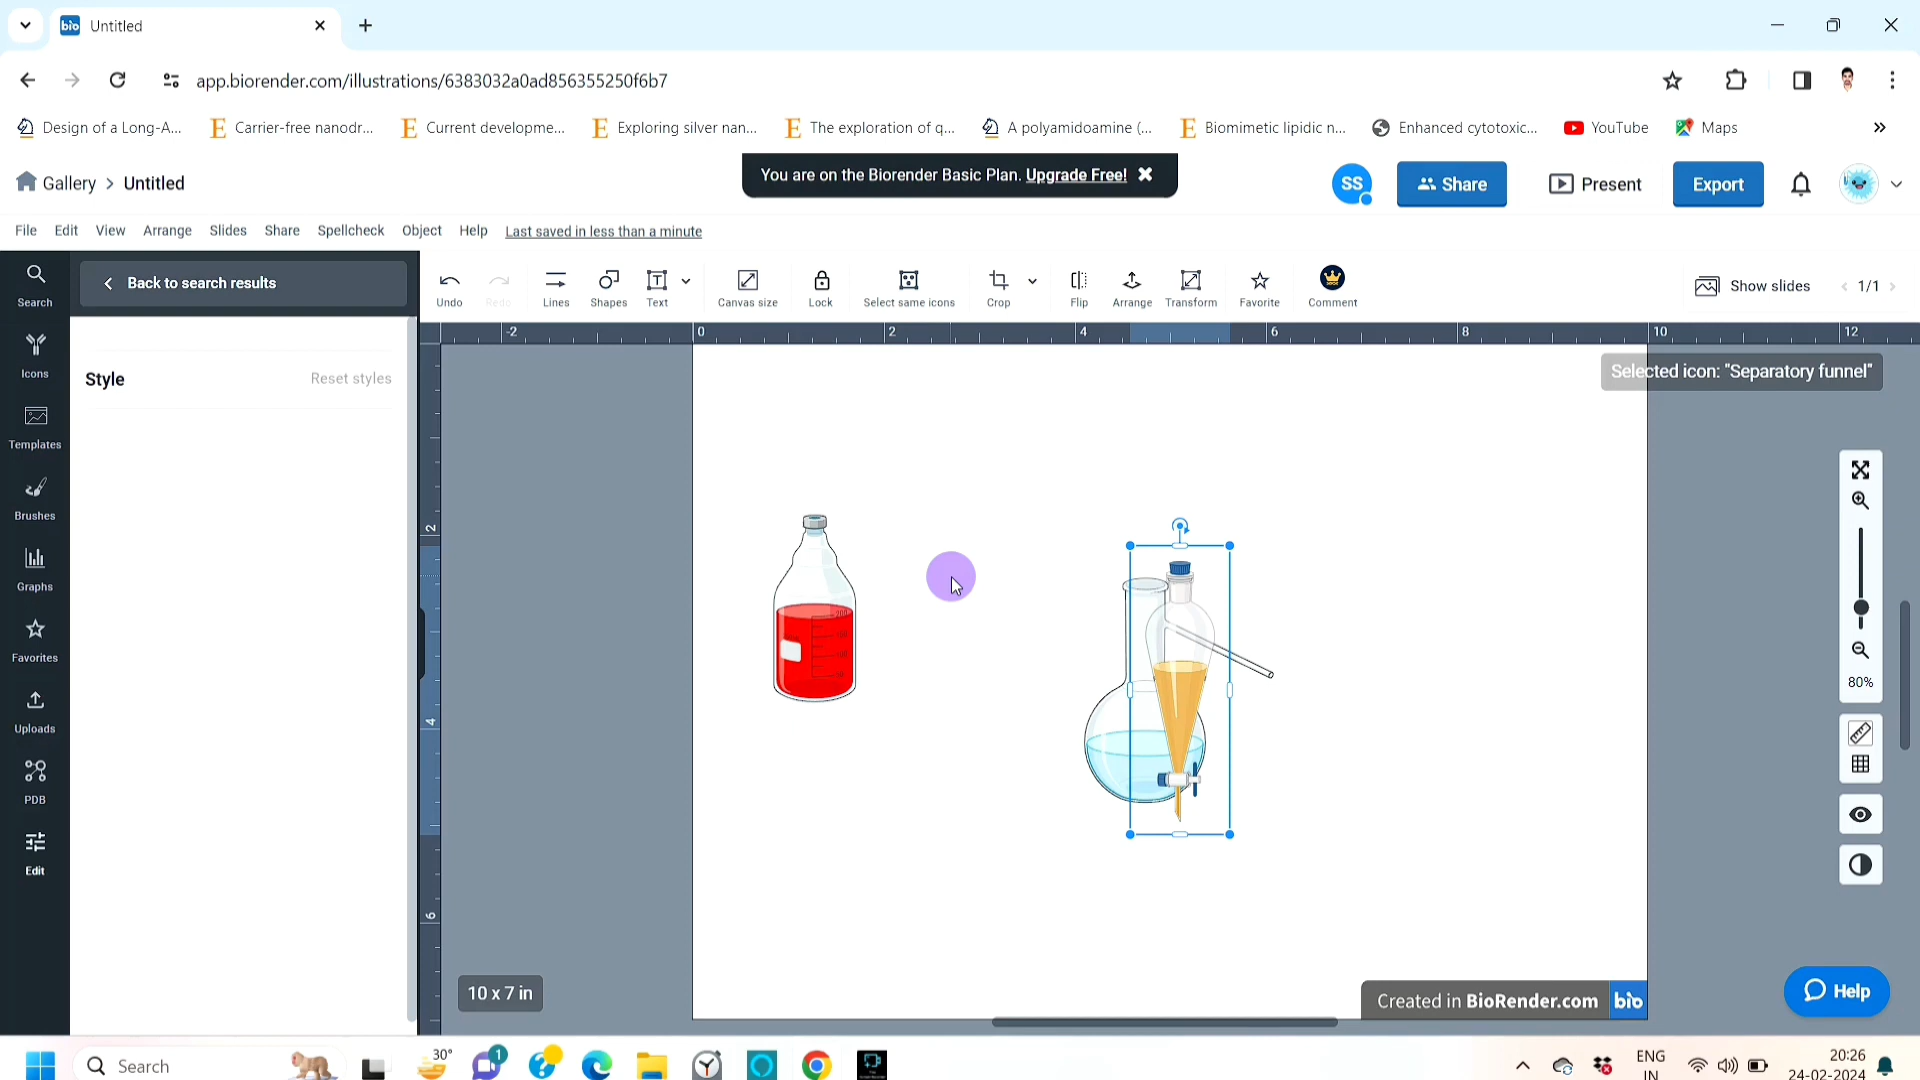 bio Untitled
app.biorender.com/illustrations/6383032a0ad856355250f6b7
Design of a Long-A... Carrier-free nanodr... Current developme... Exploring silver nan... The exploration of q... A polyamidoamine (... Biomimetic lipidic n... Enhanced cytotoxic... YouTube Maps
Gallery > Untitled
You are on the Biorender Basic Plan. Upgrade Free!
SS
Share
Present
Export
File Edit View Arrange Slides Share Spellcheck Object Help Last saved in less than a minute
Search
Icons
Templates
Brushes
Graphs
Favorites
Uploads
PDB
Edit
Back to search results
Style Reset styles
Undo Redo Lines Shapes Text Canvas size Lock Select same icons Crop Flip Arrange Transform Favorite Comment
Show slides 1/1
-2 0 2 4 6 8 10 12
2
4
6
Selected icon: "Separatory funnel"
80%
10 x 7 in
Created in BioRender.com bio
Help
Search
30°
1
ENG
IN
20:26
24-02-2024